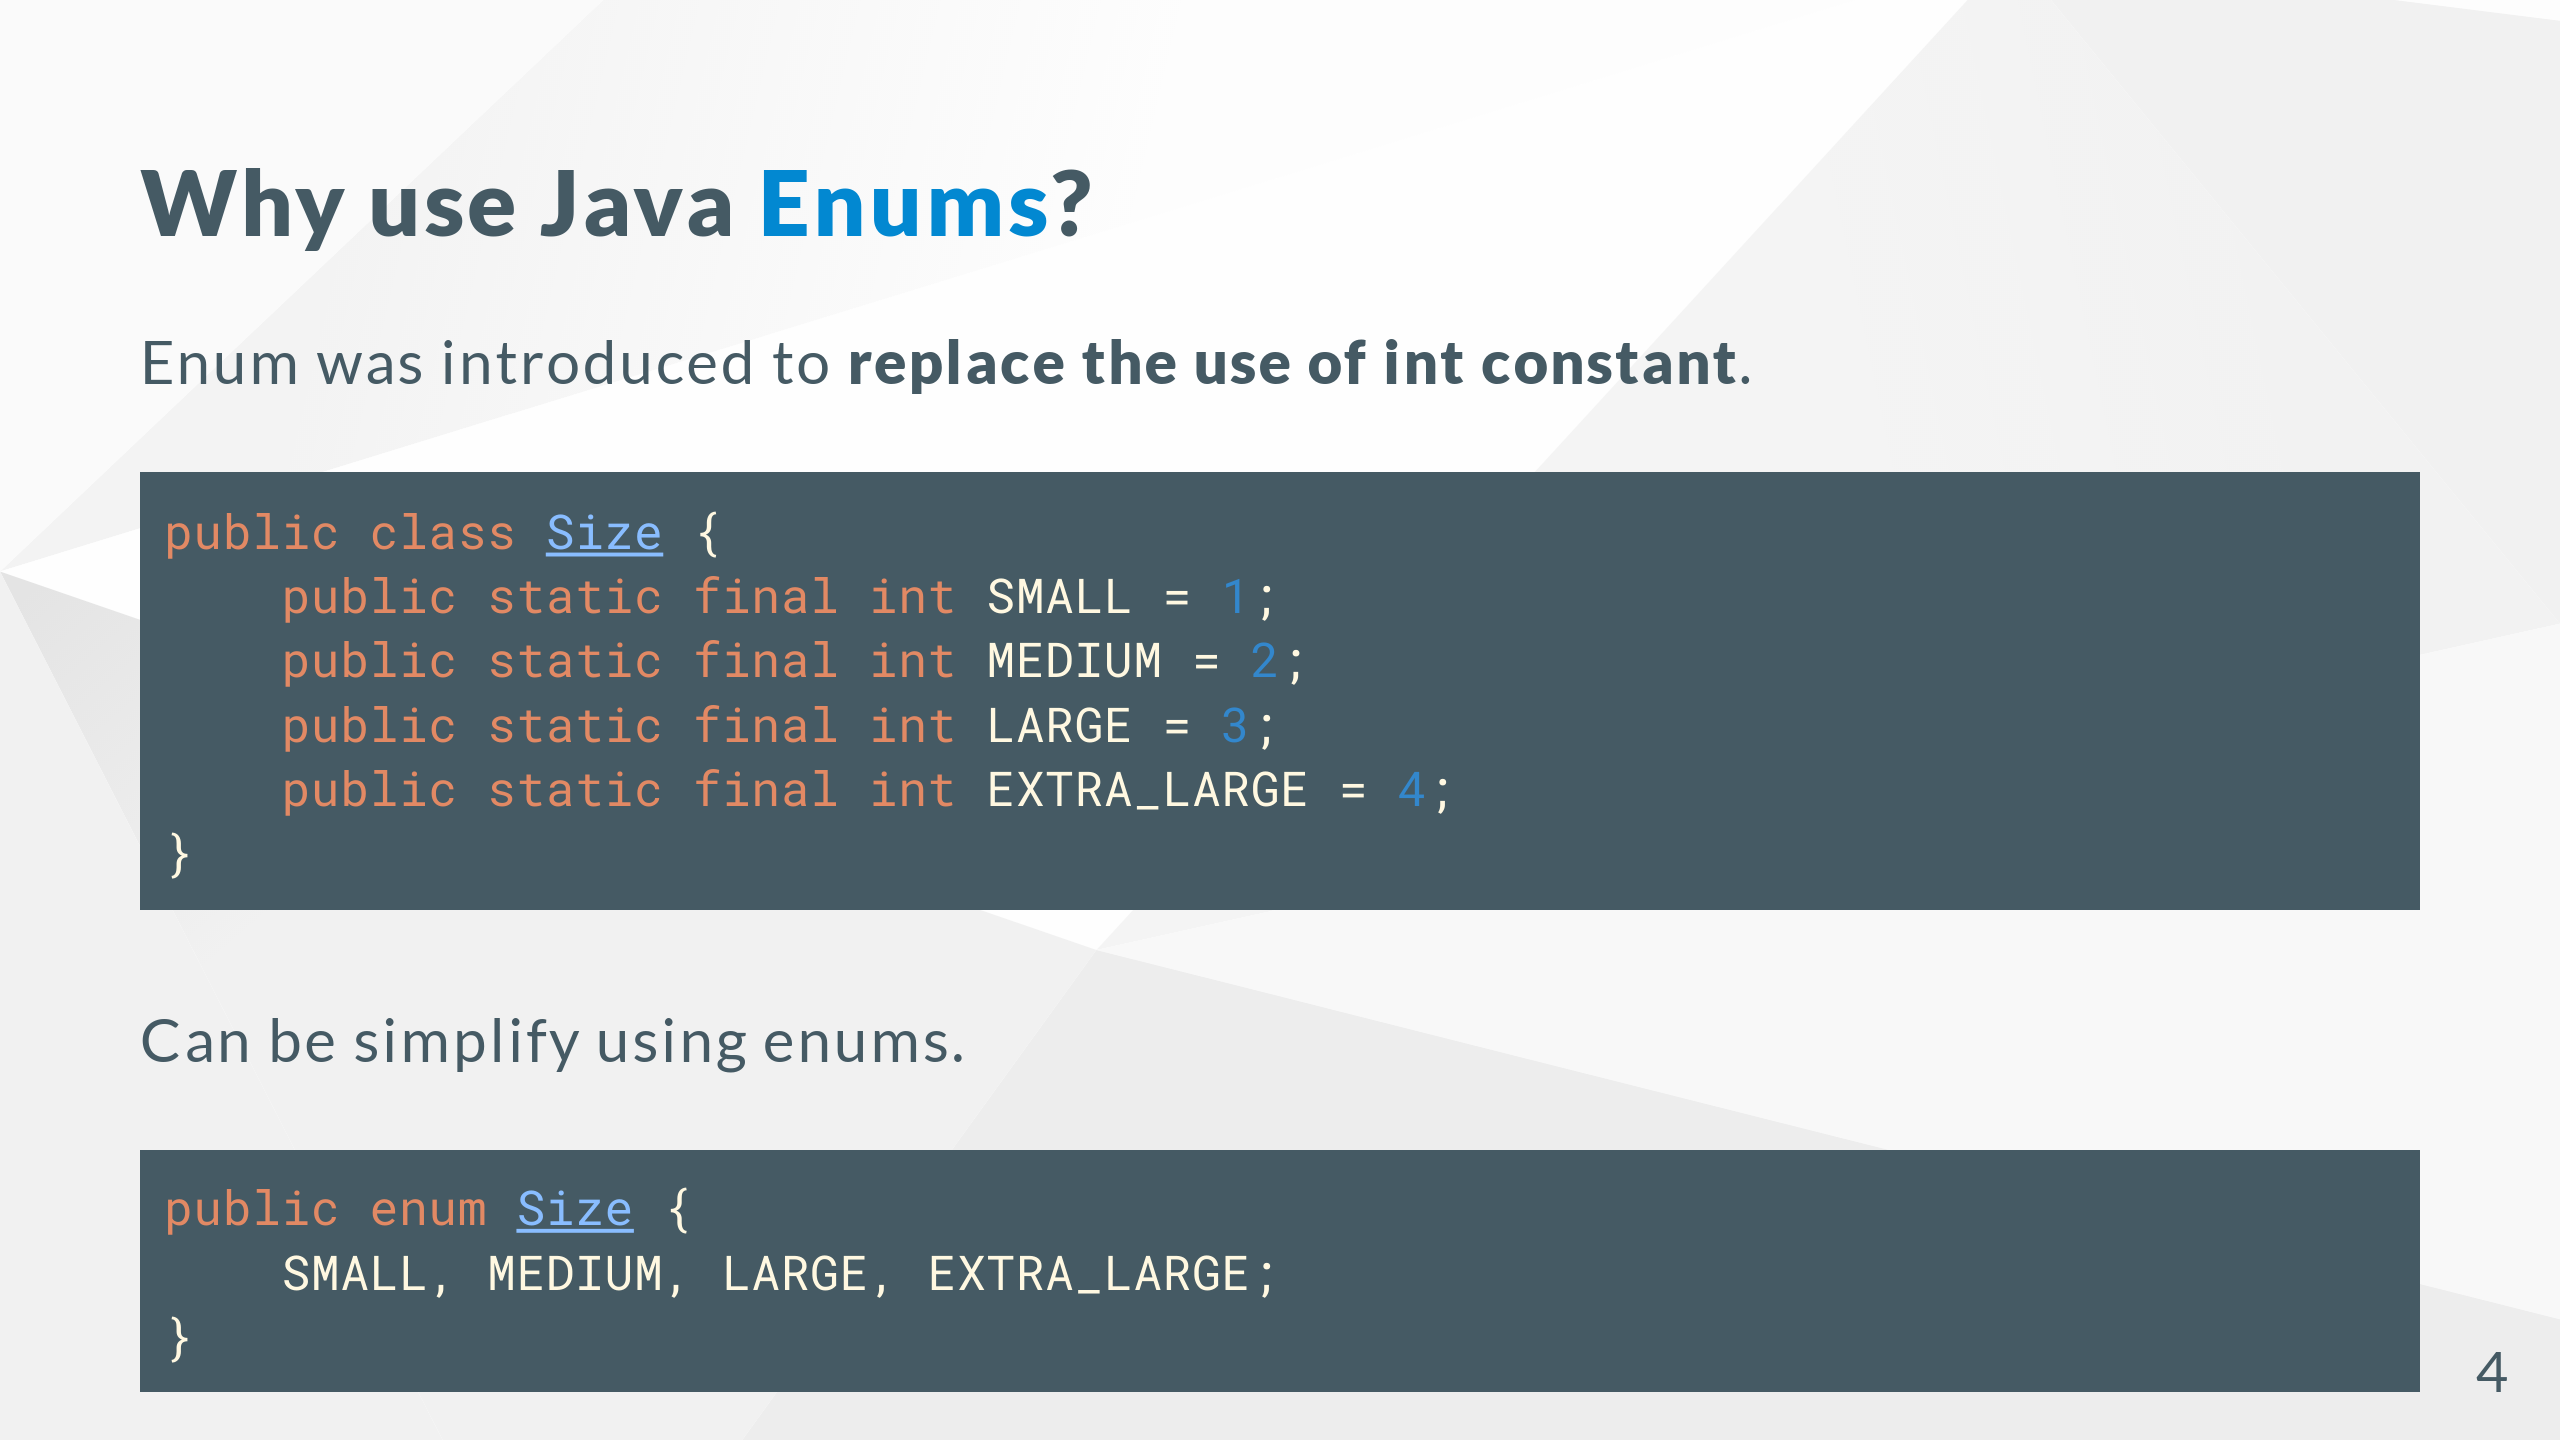 Why use Java Enums?
Enum was introduced to replace the use of int constant.
public class Size {
    public static final int SMALL = 1;
    public static final int MEDIUM = 2;
    public static final int LARGE = 3;
    public static final int EXTRA_LARGE = 4;
}
Can be simplify using enums.
public enum Size {
    SMALL, MEDIUM, LARGE, EXTRA_LARGE;
}
4